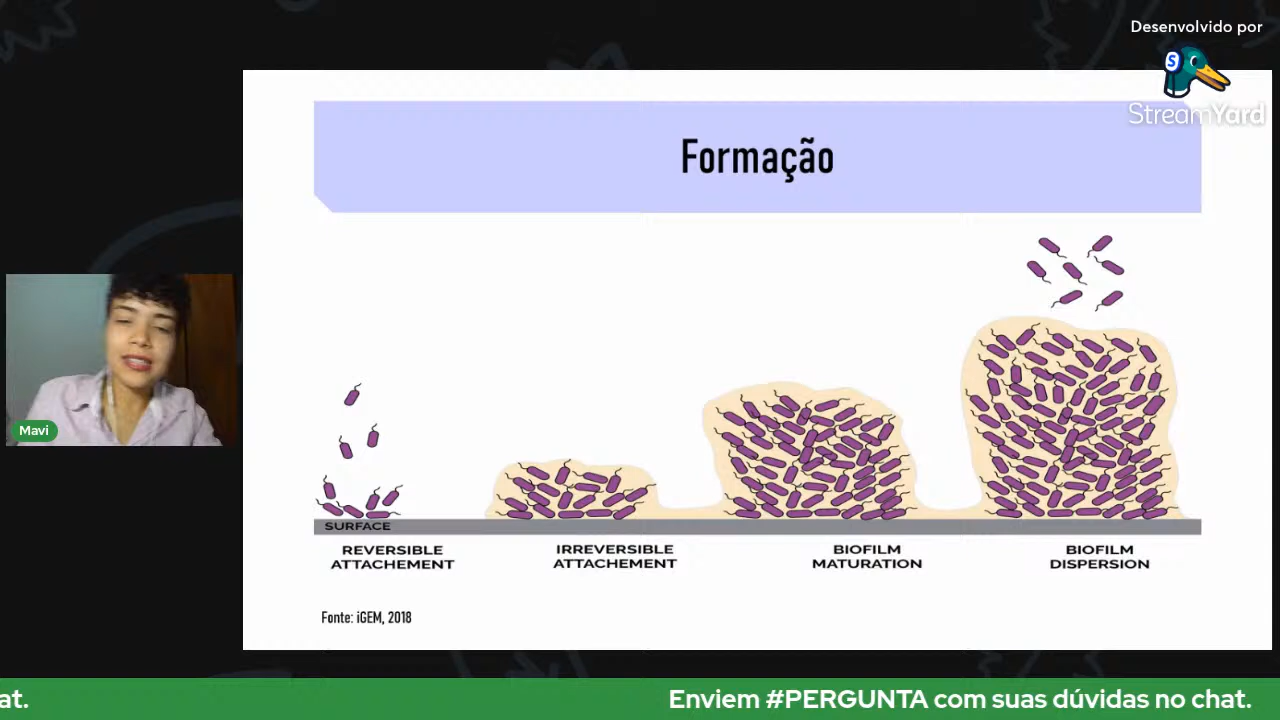 Desenvolvido por
S
StreamYard
Formação
Mavi
SURFACE
REVERSIBLE
ATTACHEMENT
IRREVERSIBLE
ATTACHEMENT
BIOFILM
MATURATION
BIOFILM
DISPERSION
Fonte: iGEM, 2018
at.
Enviem #PERGUNTA com suas dúvidas no chat.